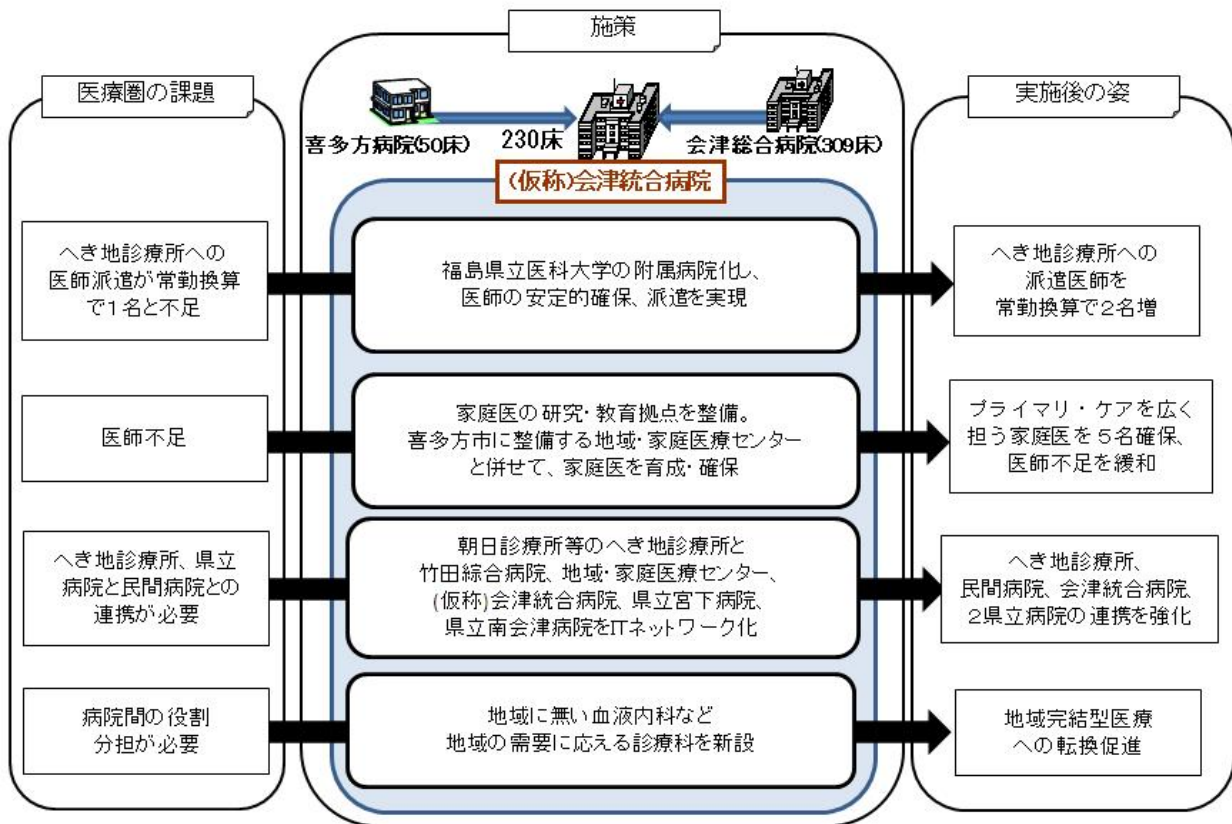 施策
医療圏の課題
実施後の姿
喜多方病院(50床)
230床
会津総合病院(309床)
(仮称)会津統合病院
へき地診療所への
医師派遣が常勤換算
で１名と不足
福島県立医科大学の附属病院化し、
医師の安定的確保、派遣を実現
へき地診療所への
派遣医師を
常勤換算で２名増
医師不足
家庭医の研究・教育拠点を整備。
喜多方市に整備する地域・家庭医療センター
と併せて、家庭医を育成・確保
プライマリ・ケアを広く
担う家庭医を５名確保、
医師不足を緩和
へき地診療所、県立
病院と民間病院との
連携が必要
朝日診療所等のへき地診療所と
竹田綜合病院、地域・家庭医療センター、
(仮称)会津統合病院、県立宮下病院、
県立南会津病院をITネットワーク化
へき地診療所、
民間病院、会津統合病院、
２県立病院の連携を強化
病院間の役割
分担が必要
地域に無い血液内科など
地域の需要に応える診療科を新設
地域完結型医療
への転換促進